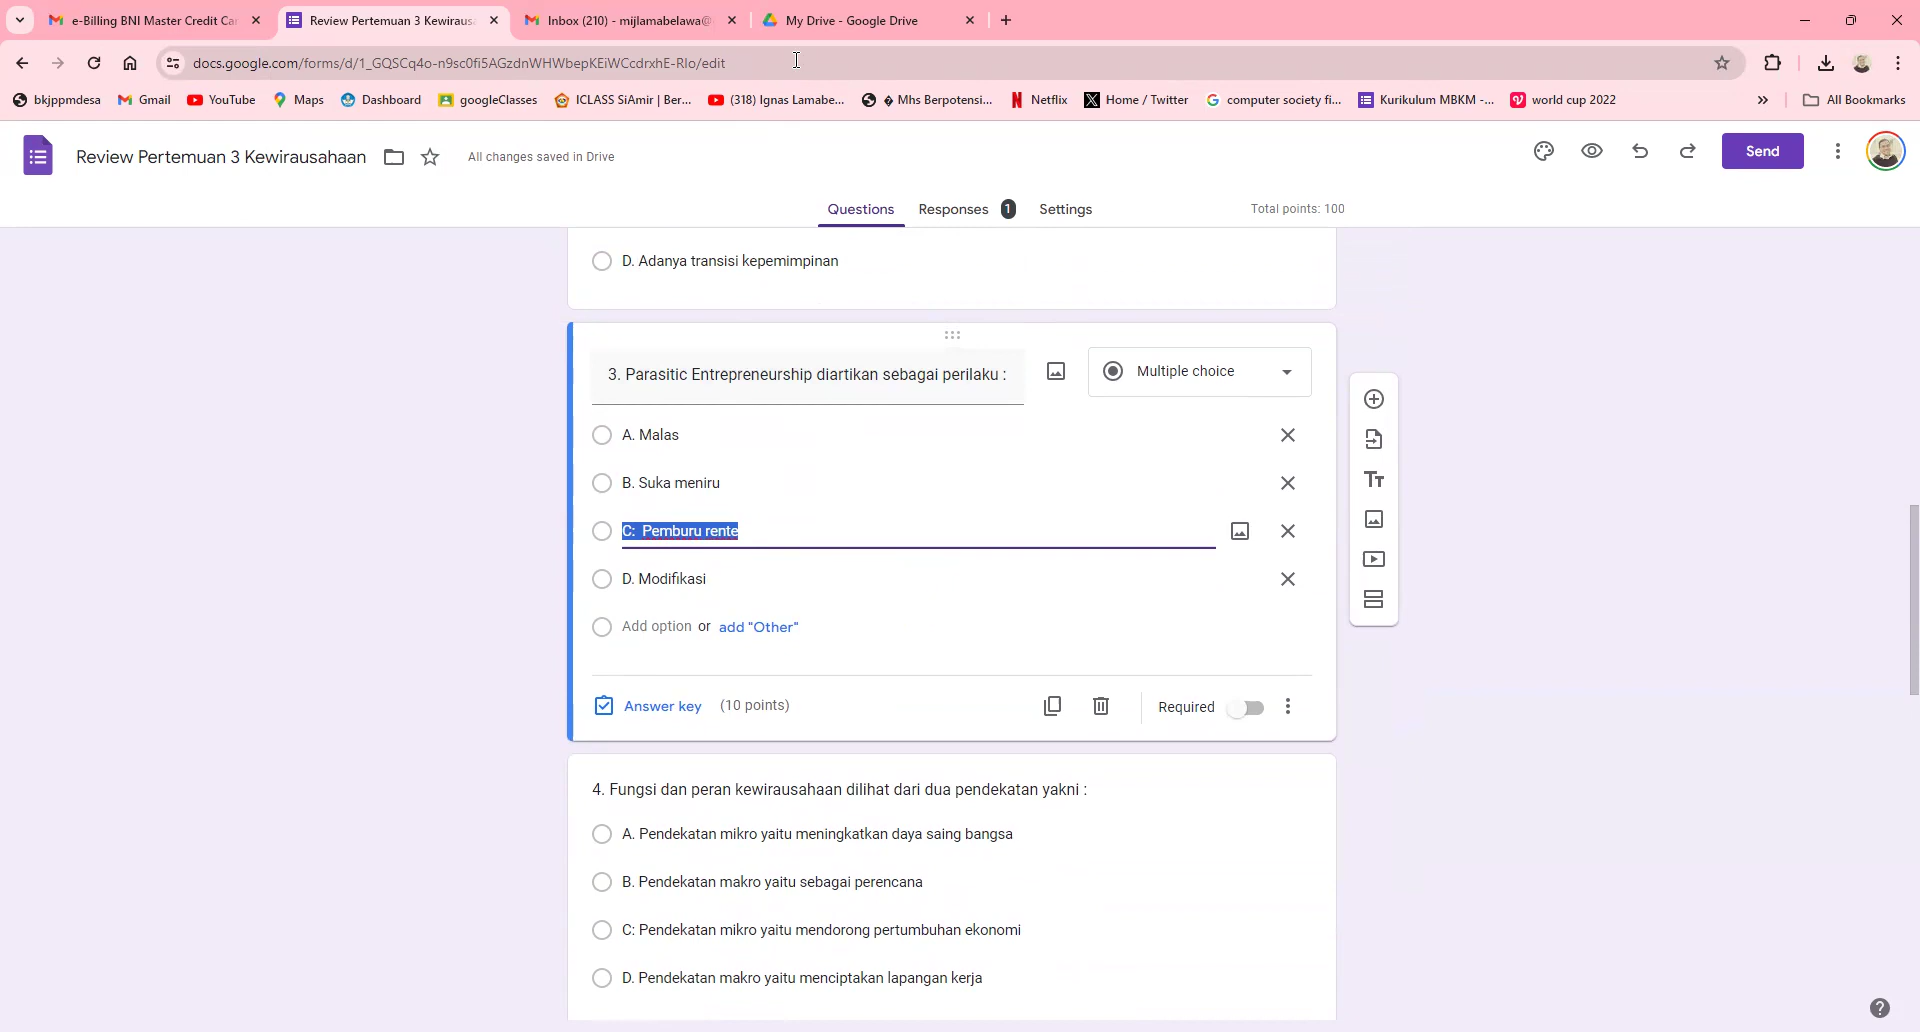 e-Billing BNI Master Credit Ca
Review Pertemuan 3 Kewiraus
Inbox (210) - mijlamabelawa@
My Drive - Google Drive
docs.google.com/forms/d/1_GQSCq4o-n9sc0fi5AGzdnWHWbepKEiWCcdrxhE-RIo/edit
bkjppmdesa
Gmail
YouTube
Maps
Dashboard
googleClasses
ICLASS SiAmir | Ber...
(318) Ignas Lamabe...
� Mhs Berpotensi...
Netflix
Home / Twitter
computer society fi...
Kurikulum MBKM -...
world cup 2022
All Bookmarks
Review Pertemuan 3 Kewirausahaan
All changes saved in Drive
Send
Questions
Responses 1
Settings
Total points: 100
D. Adanya transisi kepemimpinan
3. Parasitic Entrepreneurship diartikan sebagai perilaku :
Multiple choice
A. Malas
B. Suka meniru
C: Pemburu rente
D. Modifikasi
Add option or add "Other"
Answer key (10 points)
Required
4. Fungsi dan peran kewirausahaan dilihat dari dua pendekatan yakni :
A. Pendekatan mikro yaitu meningkatkan daya saing bangsa
B. Pendekatan makro yaitu sebagai perencana
C: Pendekatan mikro yaitu mendorong pertumbuhan ekonomi
D. Pendekatan makro yaitu menciptakan lapangan kerja